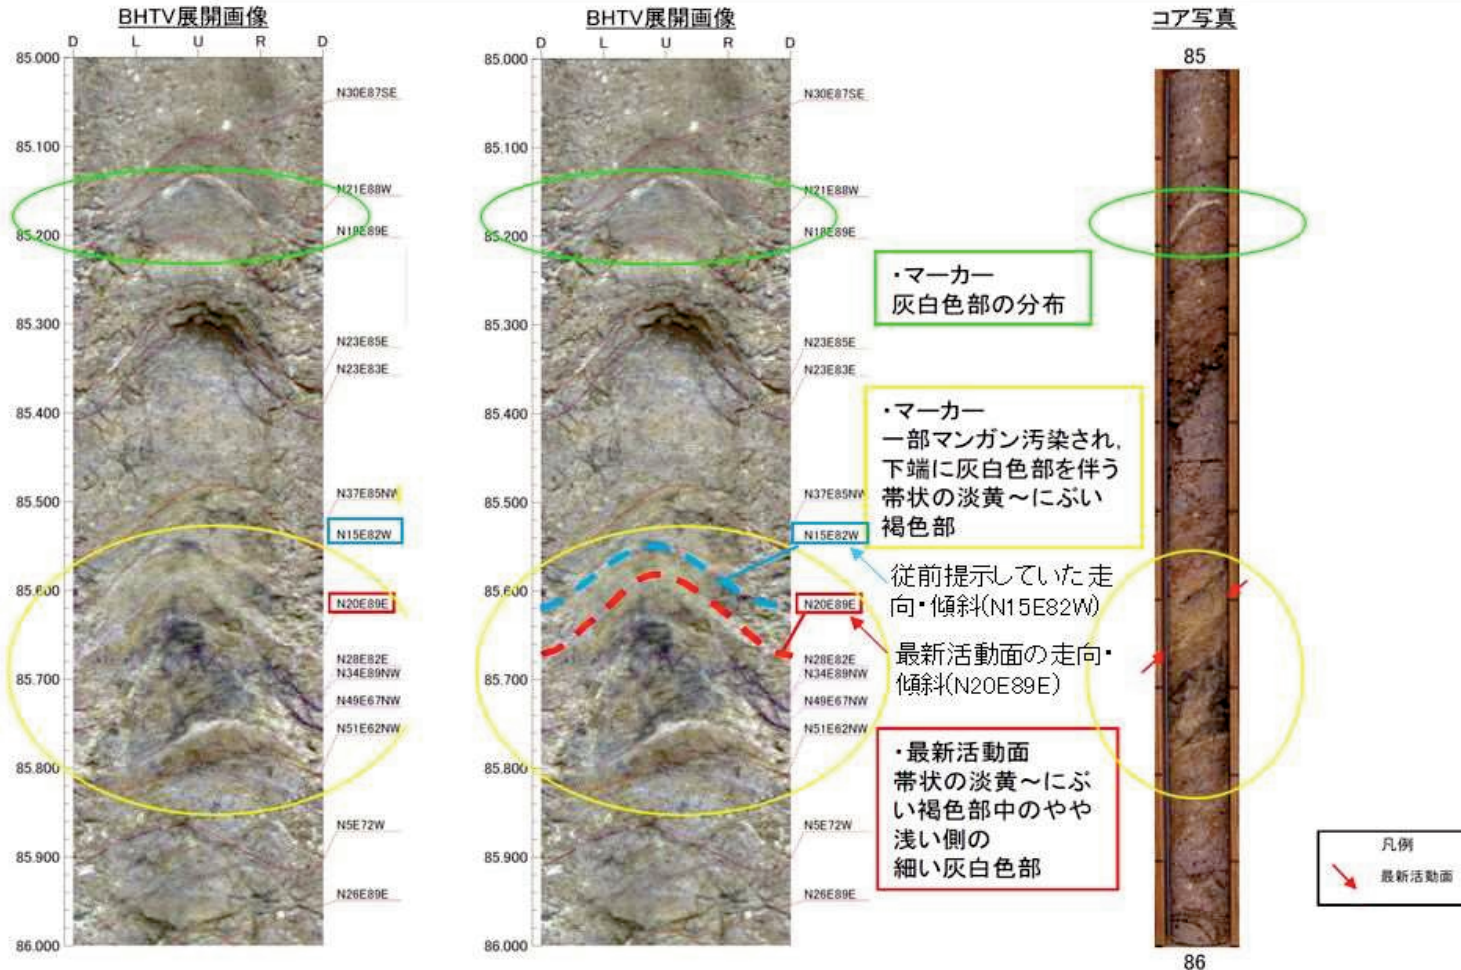 BHTV展開画像
D L U R D
85.000
85.100
85.200
85.300
85.400
85.500
85.600
85.700
85.800
85.900
86.000
N30E87SE
N21E88W
N18E89E
N23E85E
N23E83E
N37E85NW
N15E82W
N20E89E
N28E82E
N34E89NW
N49E67NW
N51E62NW
N5E72W
N26E89E
BHTV展開画像
D L U R D
85.000
85.100
85.200
85.300
85.400
85.500
85.600
85.700
85.800
85.900
86.000
N30E87SE
N21E88W
N18E89E
N23E85E
N23E83E
N37E85NW
N15E82W
N20E89E
N28E82E
N34E89NW
N49E67NW
N51E62NW
N5E72W
N26E89E
・マーカー
灰白色部の分布
・マーカー
一部マンガン汚染され,
下端に灰白色部を伴う
帯状の淡黄～にぶい
褐色部
従前提示していた走
向・傾斜(N15E82W)
最新活動面の走向・
傾斜(N20E89E)
・最新活動面
帯状の淡黄～にぶ
い褐色部中のやや
浅い側の
細い灰白色部
コア写真
85
86
凡例
最新活動面